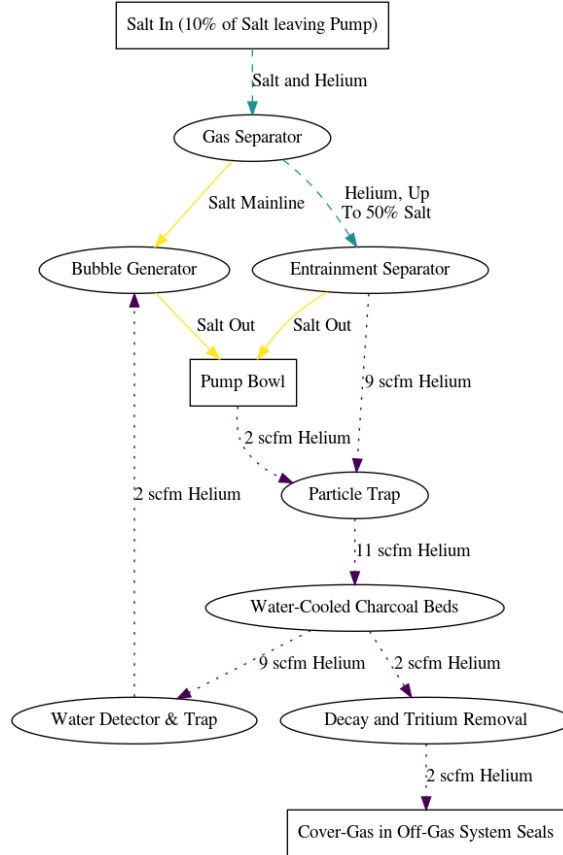 Salt In (10% of Salt leaving Pump)
Salt and Helium
Gas Separator
Salt Mainline
Helium, Up
To 50% Salt
Bubble Generator
Entrainment Separator
Salt Out
Salt Out
Pump Bowl
9 scfm Helium
2 scfm Helium
2 scfm Helium
Particle Trap
11 scfm Helium
Water-Cooled Charcoal Beds
9 scfm Helium
2 scfm Helium
Water Detector & Trap
Decay and Tritium Removal
2 scfm Helium
Cover-Gas in Off-Gas System Seals